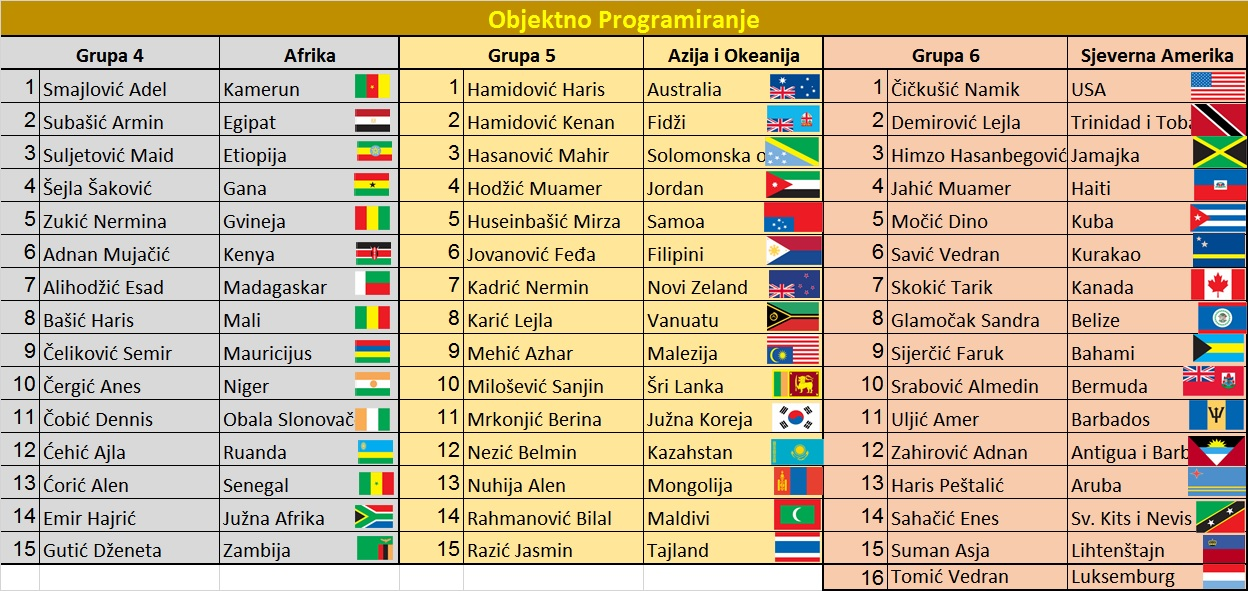 Objektno Programiranje
Grupa 4 Afrika Grupa 5 Azija i Okeanija Grupa 6 Sjeverna Amerika
1 Smajlović Adel Kamerun 1 Hamidović Haris Australia 1 Čičkušić Namik USA
2 Subašić Armin Egipat 2 Hamidović Kenan Fidži 2 Demirović Lejla Trinidad i Toba
3 Suljetović Maid Etiopija 3 Hasanović Mahir Solomonska o 3 Himzo Hasanbegović Jamajka
4 Šejla Šaković Gana 4 Hodžić Muamer Jordan 4 Jahić Muamer Haiti
5 Zukić Nermina Gvineja 5 Huseinbašić Mirza Samoa 5 Močić Dino Kuba
6 Adnan Mujačić Kenya 6 Jovanović Feđa Filipini 6 Savić Vedran Kurakao
7 Alihodžić Esad Madagaskar 7 Kadrić Nermin Novi Zeland 7 Skokić Tarik Kanada
8 Bašić Haris Mali 8 Karić Lejla Vanuatu 8 Glamočak Sandra Belize
9 Čeliković Semir Mauricijus 9 Mehić Azhar Malezija 9 Sijerčić Faruk Bahami
10 Čergić Anes Niger 10 Milošević Sanjin Šri Lanka 10 Srabović Almedin Bermuda
11 Čobić Dennis Obala Slonovač 11 Mrkonjić Berina Južna Koreja 11 Uljić Amer Barbados
12 Ćehić Ajla Ruanda 12 Nezić Belmin Kazahstan 12 Zahirović Adnan Antigua i Barb
13 Ćorić Alen Senegal 13 Nuhija Alen Mongolija 13 Haris Peštalić Aruba
14 Emir Hajrić Južna Afrika 14 Rahmanović Bilal Maldivi 14 Sahačić Enes Sv. Kits i Nevis
15 Gutić Dženeta Zambija 15 Razić Jasmin Tajland 15 Suman Asja Lihtenštajn
16 Tomić Vedran Luksemburg